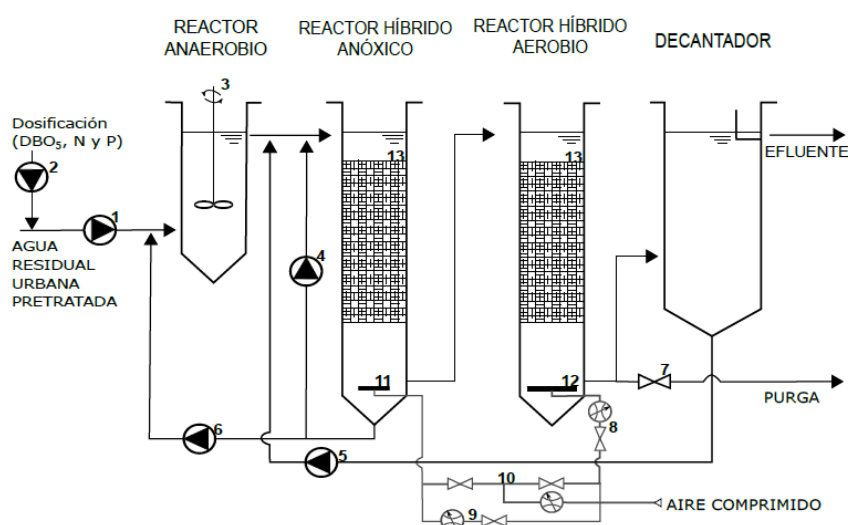 REACTOR
ANAEROBIO
REACTOR HÍBRIDO
ANÓXICO
REACTOR HÍBRIDO
AEROBIO
DECANTADOR
3
Dosificación
(DBO₅, N y P)
2
1
AGUA
RESIDUAL
URBANA
PRETRATADA
4
13
13
EFLUENTE
11
12
7
PURGA
6
5
8
10
9
AIRE COMPRIMIDO